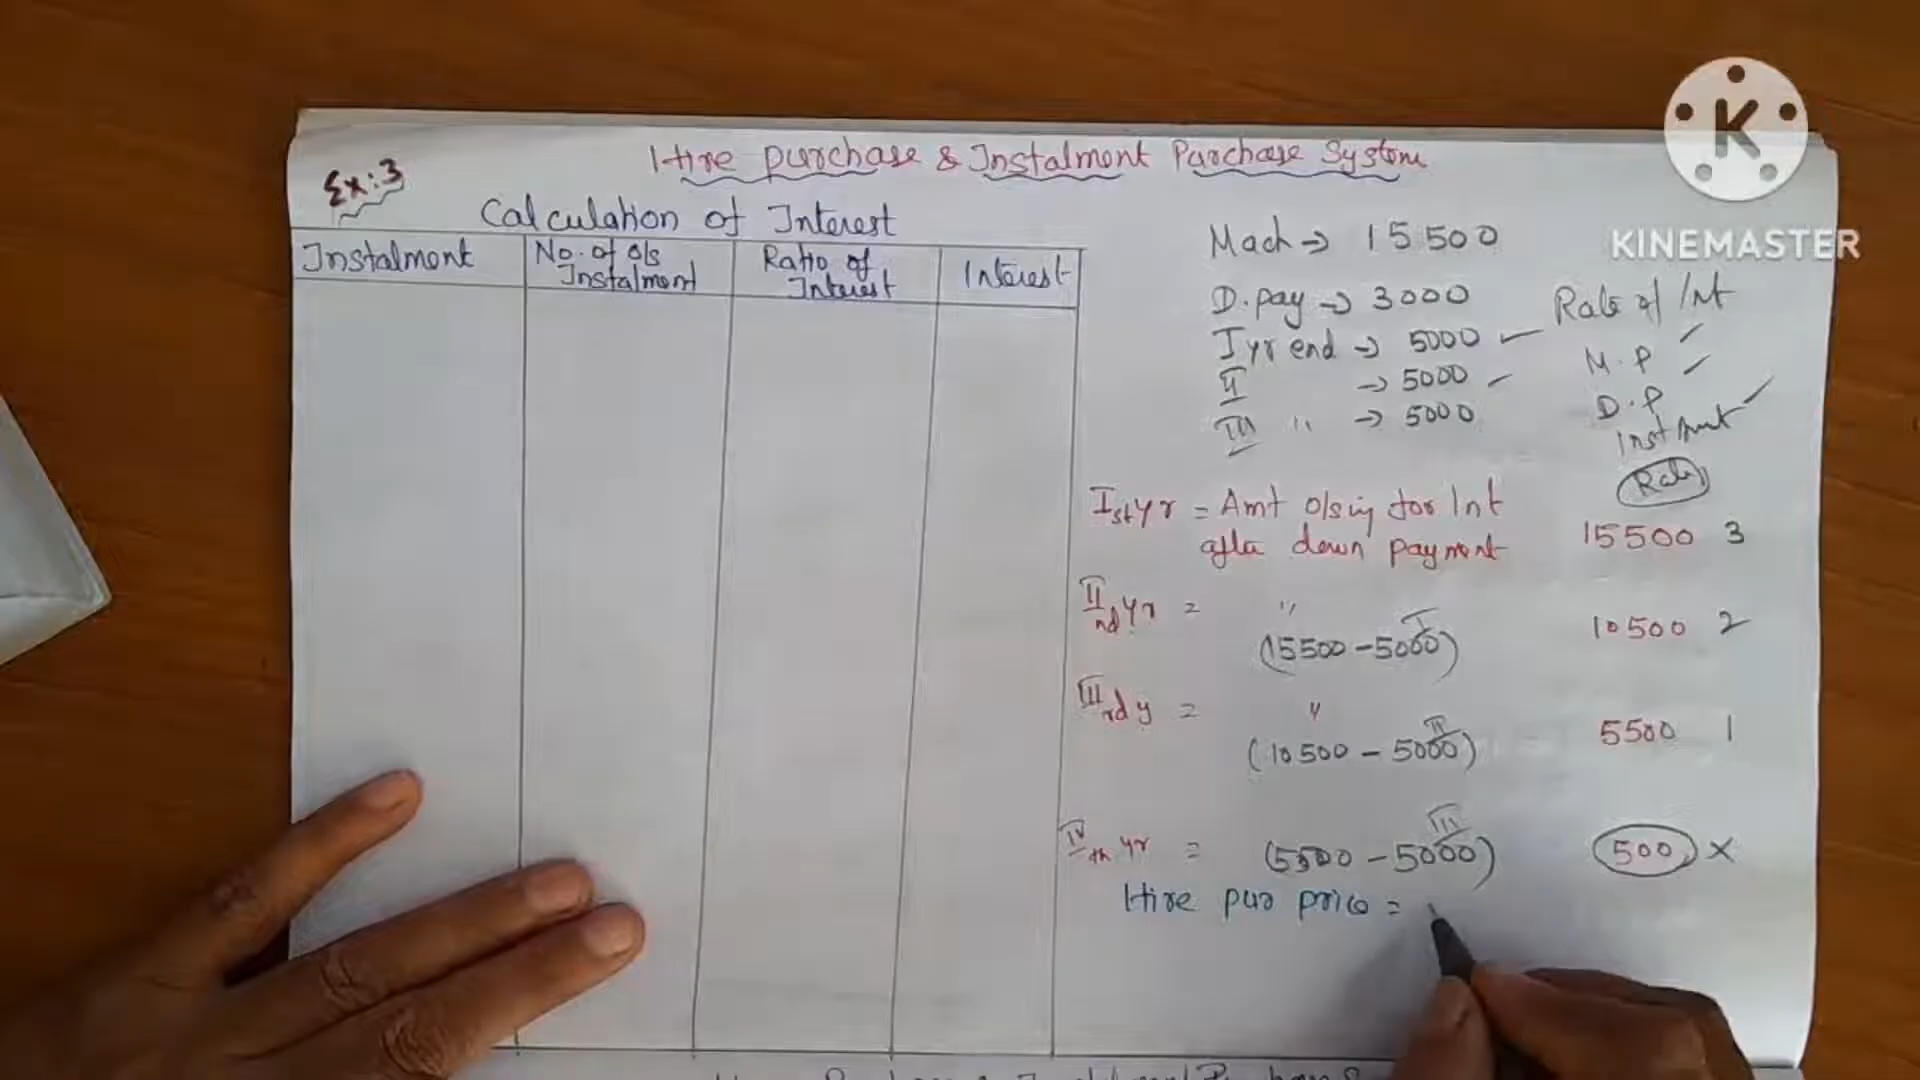 Hire purchase & Instalment Purchase System
Ex:3
Calculation of Interest
Instalment
No. of o/s Instalment
Ratio of Interest
Interest
Mach → 15500
D. pay → 3000
I yr end → 5000
II → 5000
III " → 5000
Rate of Int
M.P
D.P
Inst Amt
Rate
Ist yr = Amt o/sing for Int
after down payment
15500 3
IInd yr = "
10500 2
(15500 - 5000) I
IIIrd y = "
5500 1
(10500 - 5000) II
IVth yr = (5500 - 5000) III
500 x
Hire pur price =
K
KINEMASTER